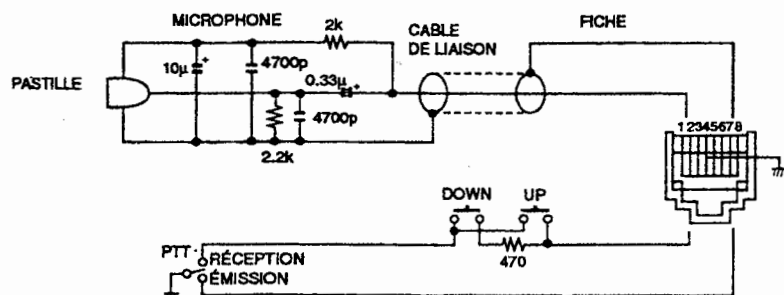 MICROPHONE
2k
CABLE
DE LIAISON
FICHE
10µ
+
4700p
0.33µ
+
PASTILLE
4700p
2.2k
12345678
DOWN
UP
470
PTT
RÉCEPTION
ÉMISSION